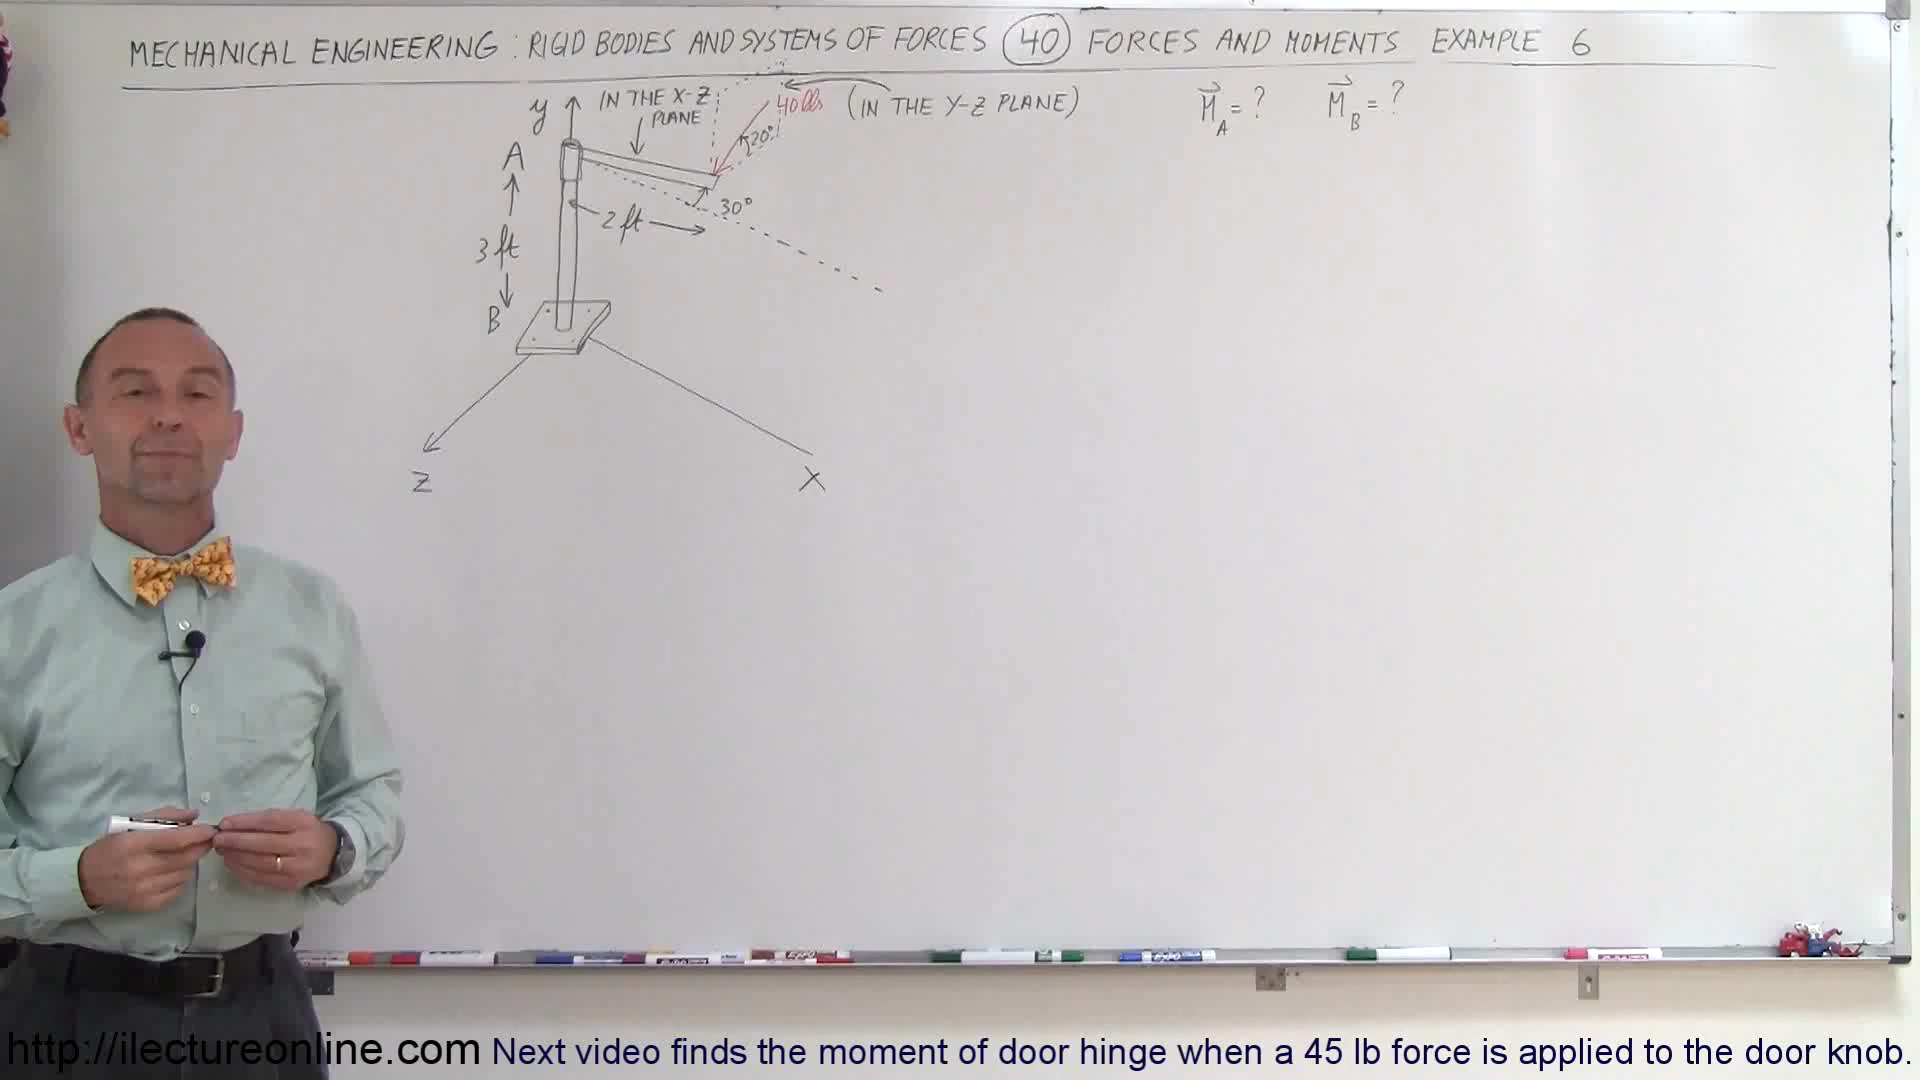 MECHANICAL ENGINEERING : RIGID BODIES AND SYSTEMS OF FORCES 40 FORCES AND MOMENTS EXAMPLE 6
y
IN THE X-Z
PLANE
40 lbs
(IN THE Y-Z PLANE)
M_A = ?
M_B = ?
20°
A
30°
2 ft
3 ft
B
Z
X
http://ilectureonline.com Next video finds the moment of door hinge when a 45 lb force is applied to the door knob.